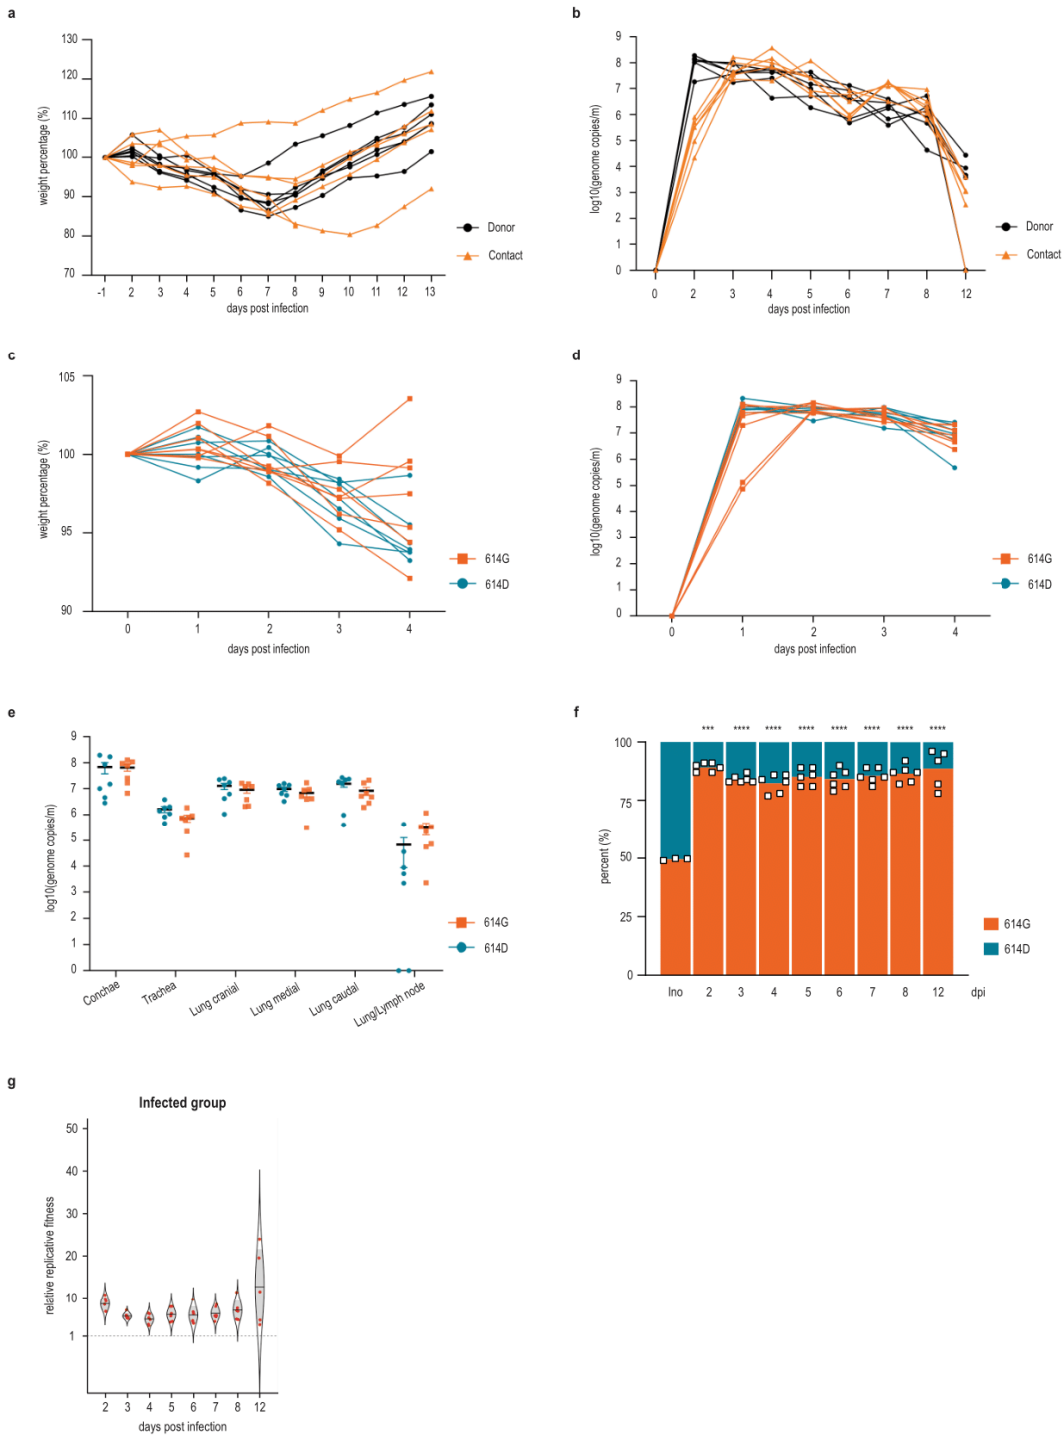 a
weight percentage (%)
130
120
110
100
90
80
70
-1 2 3 4 5 6 7 8 9 10 11 12 13
days post infection
Donor
Contact
b
log10(genome copies/m)
9
8
7
6
5
4
3
2
1
0
0 2 3 4 5 6 7 8 12
days post infection
Donor
Contact
c
weight percentage (%)
105
100
95
90
0 1 2 3 4
days post infection
614G
614D
d
log10(genome copies/m)
9
8
7
6
5
4
3
2
1
0
0 1 2 3 4
days post infection
614G
614D
e
log10(genome copies/m)
9
8
7
6
5
4
3
2
1
0
Conchae
Trachea
Lung cranial
Lung medial
Lung caudal
Lung/Lymph node
614G
614D
f
*** **** **** **** **** **** **** ****
percent (%)
100
75
50
25
0
Ino 2 3 4 5 6 7 8 12 dpi
614G
614D
g
Infected group
relative replicative fitness
50
40
30
20
10
1
2 3 4 5 6 7 8 12
days post infection